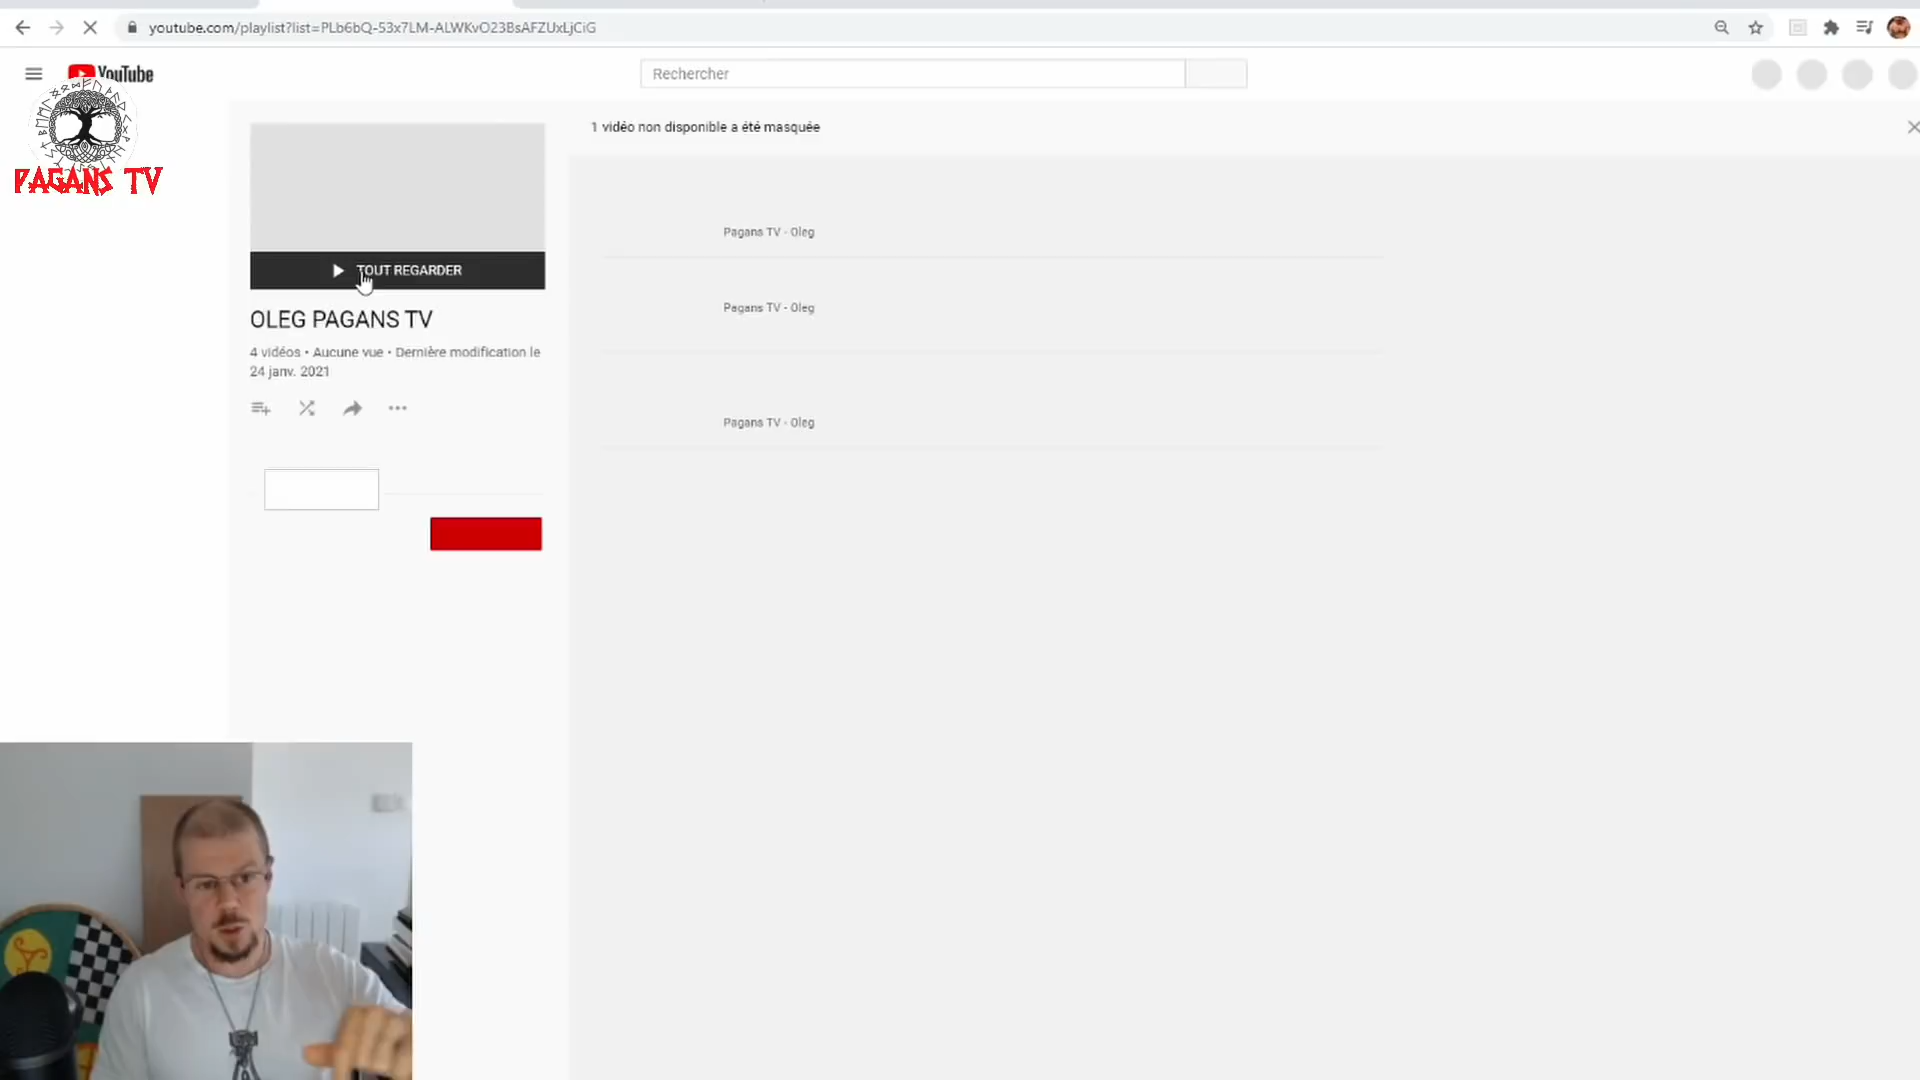 youtube.com/playlist?list=PLb6bQ-53x7LM-ALWKvO23BsAFZUxLjCiG
YouTube
Rechercher
PAGANS TV
1 vidéo non disponible a été masquée
TOUT REGARDER
OLEG PAGANS TV
4 vidéos • Aucune vue • Dernière modification le
24 janv. 2021
Pagans TV - Oleg
Pagans TV - Oleg
Pagans TV - Oleg